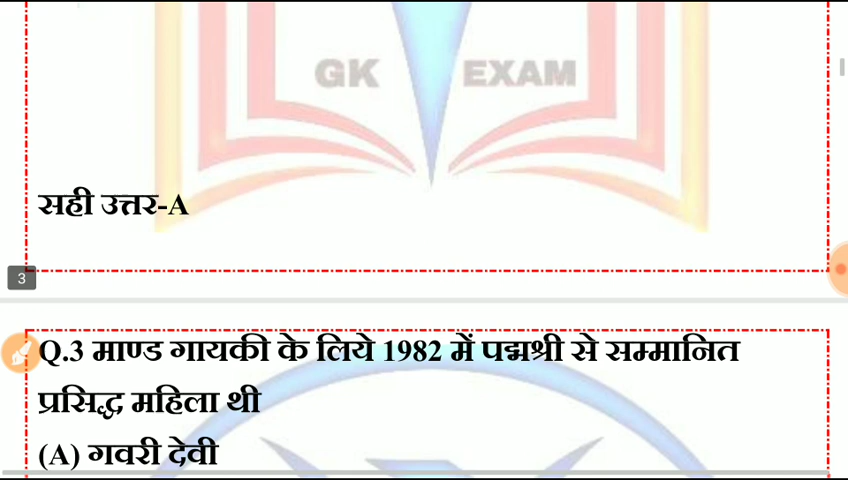 GK EXAM
सही उत्तर-A
3
Q.3 माण्ड गायकी के लिये 1982 में पद्मश्री से सम्मानित
प्रसिद्ध महिला थी
(A) गवरी देवी